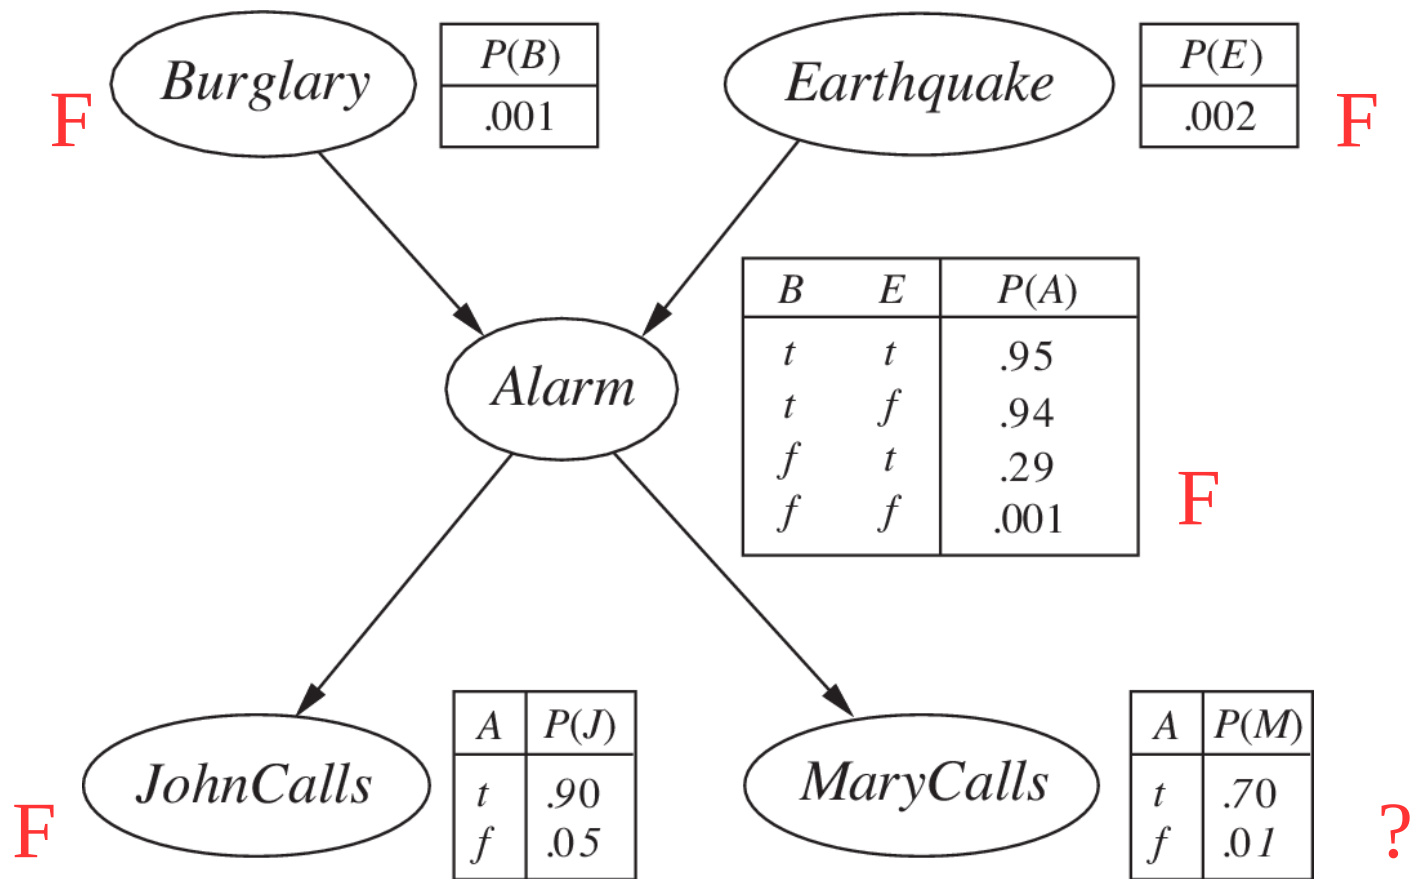 Burglary
P(B)
.001
Earthquake
P(E)
.002
F
F
B E P(A)
t t .95
t f .94
f t .29
f f .001
Alarm
F
JohnCalls
A P(J)
t .90
f .05
F
MaryCalls
A P(M)
t .70
f .01
?